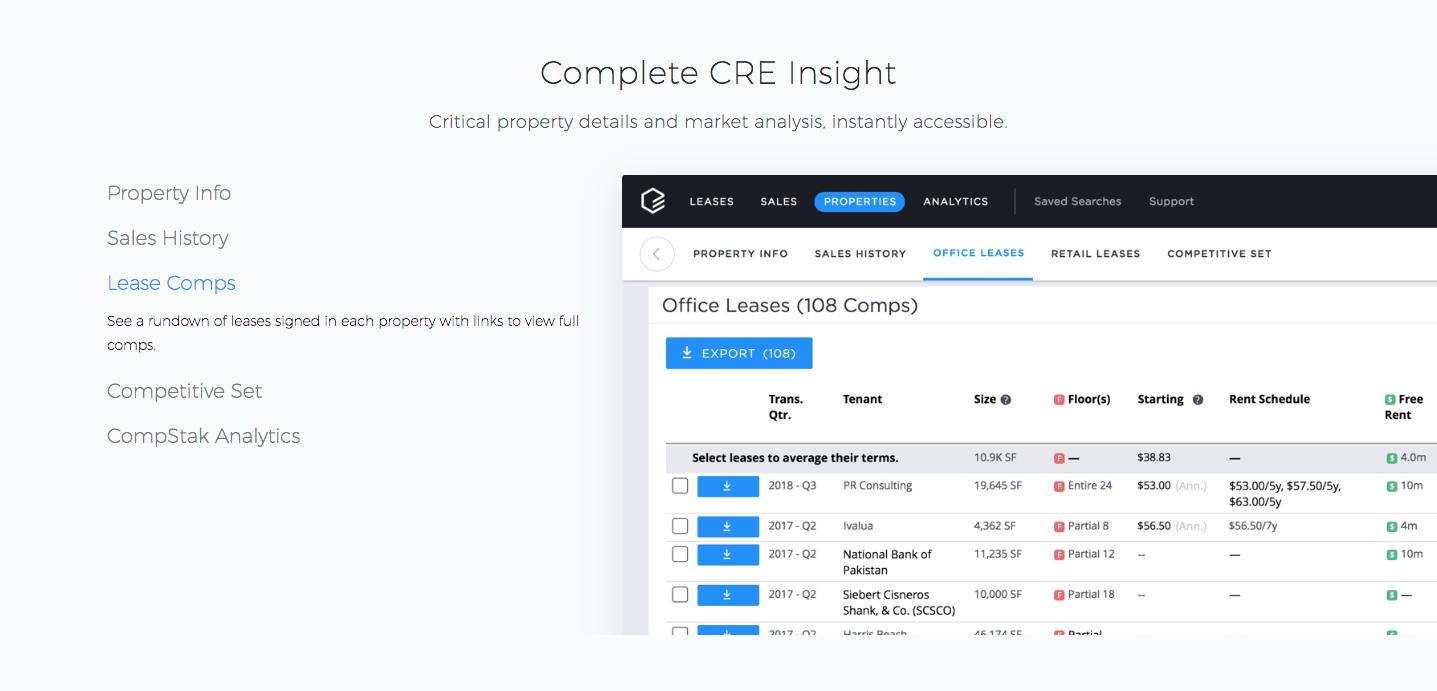 Complete CRE Insight
Critical property details and market analysis, instantly accessible.
Property Info
Sales History
Lease Comps
See a rundown of leases signed in each property with links to view full
comps.
Competitive Set
CompStak Analytics
LEASES SALES PROPERTIES ANALYTICS Saved Searches Support
PROPERTY INFO SALES HISTORY OFFICE LEASES RETAIL LEASES COMPETITIVE SET
Office Leases (108 Comps)
EXPORT (108)
Trans. Tenant Size ? F Floor(s) Starting ? Rent Schedule $ Free
Qtr. Rent
Select leases to average their terms. 10.9K SF F — $38.83 — $ 4.0m
2018 - Q3 PR Consulting 19,645 SF F Entire 24 $53.00 (Ann.) $53.00/5y, $57.50/5y, $ 10m
$63.00/5y
2017 - Q2 Ivalua 4,362 SF F Partial 8 $56.50 (Ann.) $56.50/7y $ 4m
2017 - Q2 National Bank of 11,235 SF F Partial 12 -- — $ 10m
Pakistan
2017 - Q2 Siebert Cisneros 10,000 SF F Partial 18 -- — $ —
Shank, & Co. (SCSCO)
2017 - Q2 Harris Beach 46,174 SF F Partial